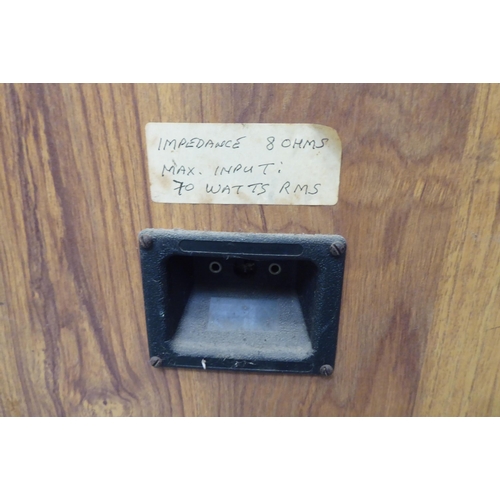 IMPEDANCE 8 OHMS
MAX. INPUT:
70 WATTS RMS